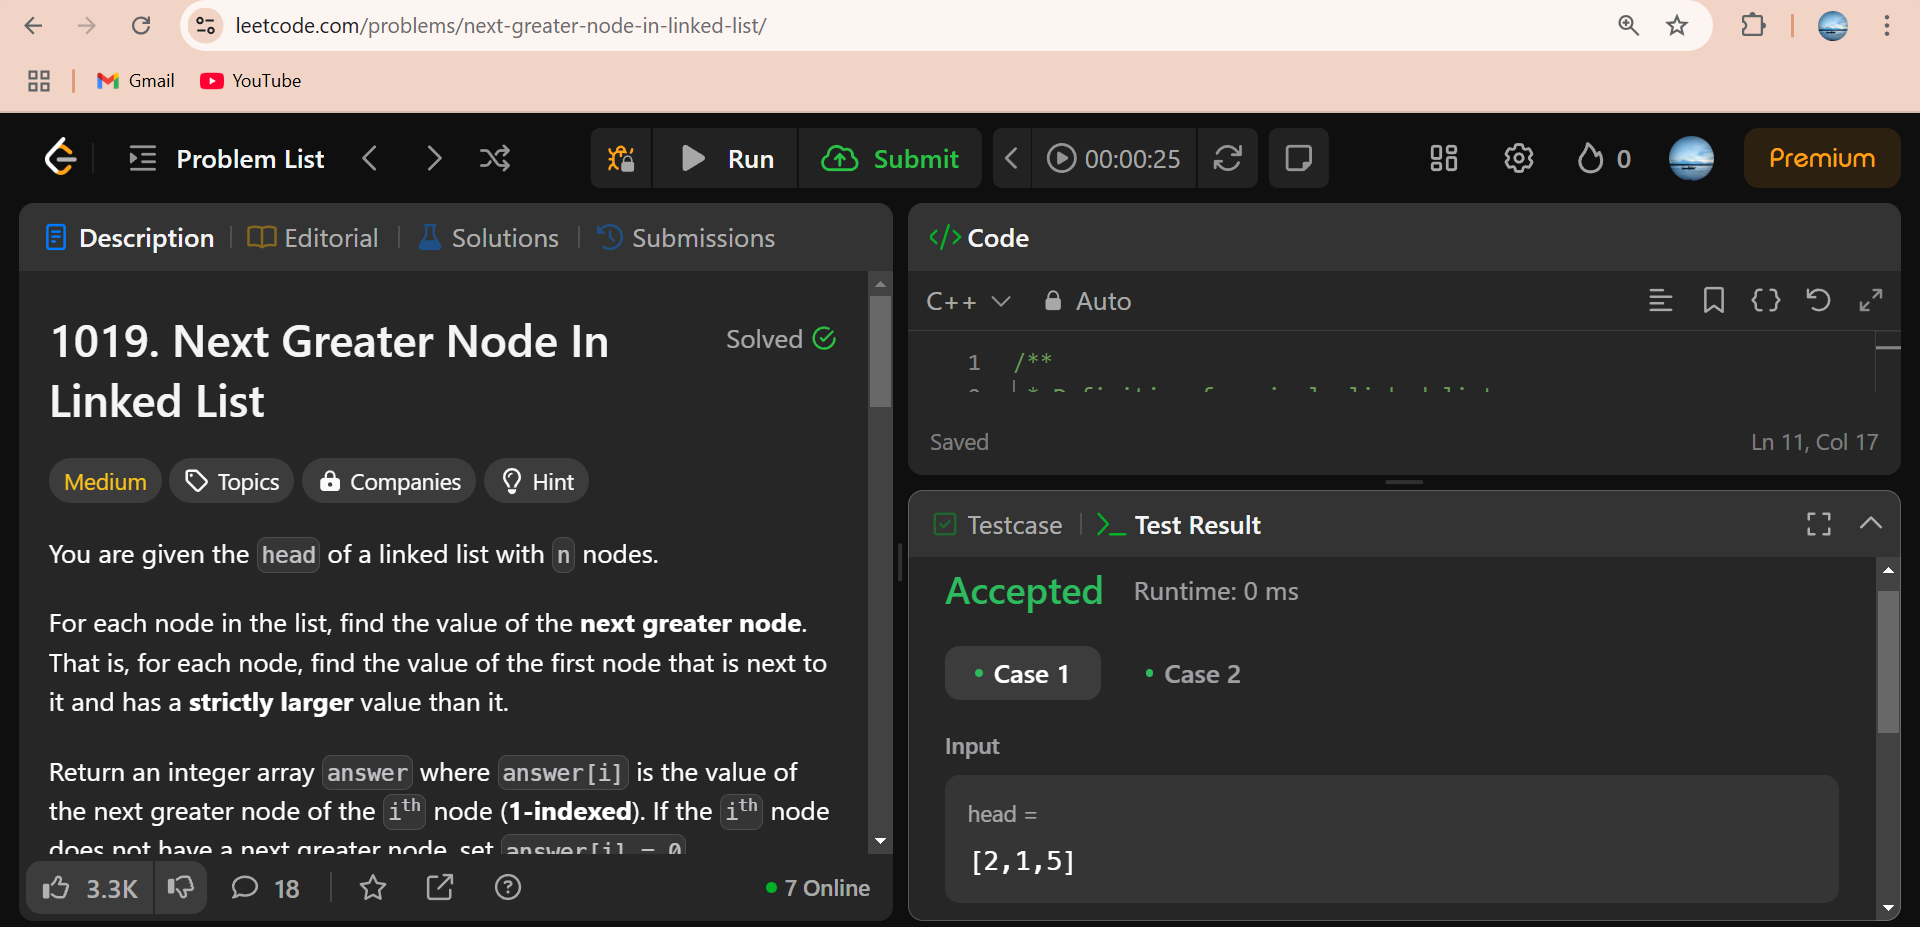 leetcode.com/problems/next-greater-node-in-linked-list/
Gmail
YouTube
Problem List
Run
Submit
00:00:25
0
Premium
Description
Editorial
Solutions
Submissions
1019. Next Greater Node In
Linked List
Solved
Medium
Topics
Companies
Hint
You are given the head of a linked list with n nodes.
For each node in the list, find the value of the next greater node.
That is, for each node, find the value of the first node that is next to
it and has a strictly larger value than it.
Return an integer array answer where answer[i] is the value of
the next greater node of the ith node (1-indexed). If the ith node
does not have a next greater node, set answer[i] = 0
3.3K
18
7 Online
</> Code
C++
Auto
1 /**
Saved
Ln 11, Col 17
Testcase
Test Result
Accepted
Runtime: 0 ms
Case 1
Case 2
Input
head =
[2,1,5]